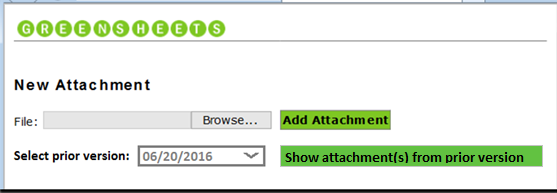 GREENSHEETS
New Attachment
File: Browse... Add Attachment
Select prior version: 06/20/2016 Show attachment(s) from prior version